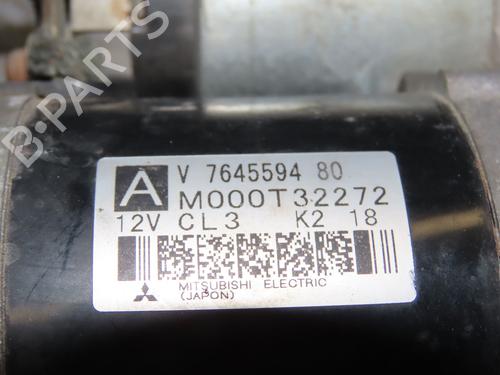 B-PARTS
A
V 7645594 80
M000T32272
12V CL3 K2 18
MITSUBISHI ELECTRIC
(JAPON)